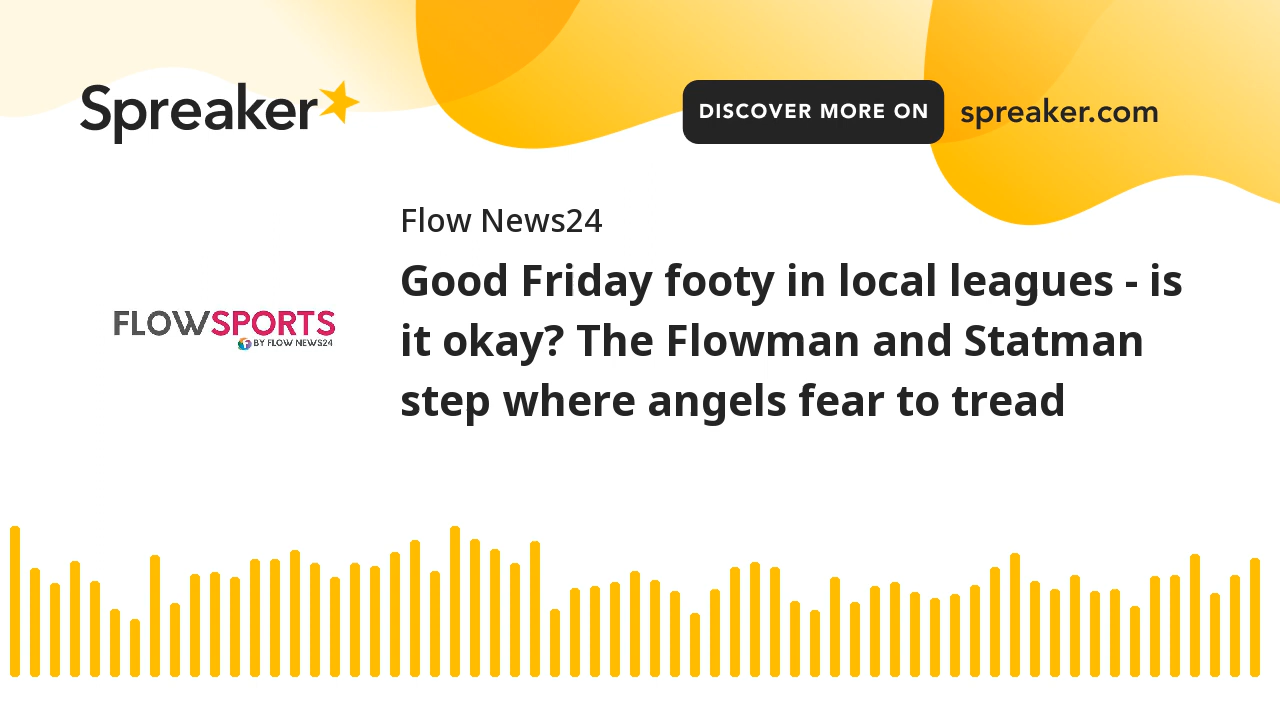 Spreaker
DISCOVER MORE ON
spreaker.com
Flow News24
Good Friday footy in local leagues - is
it okay? The Flowman and Statman
step where angels fear to tread
FLOWSPORTS
BY FLOW NEWS24